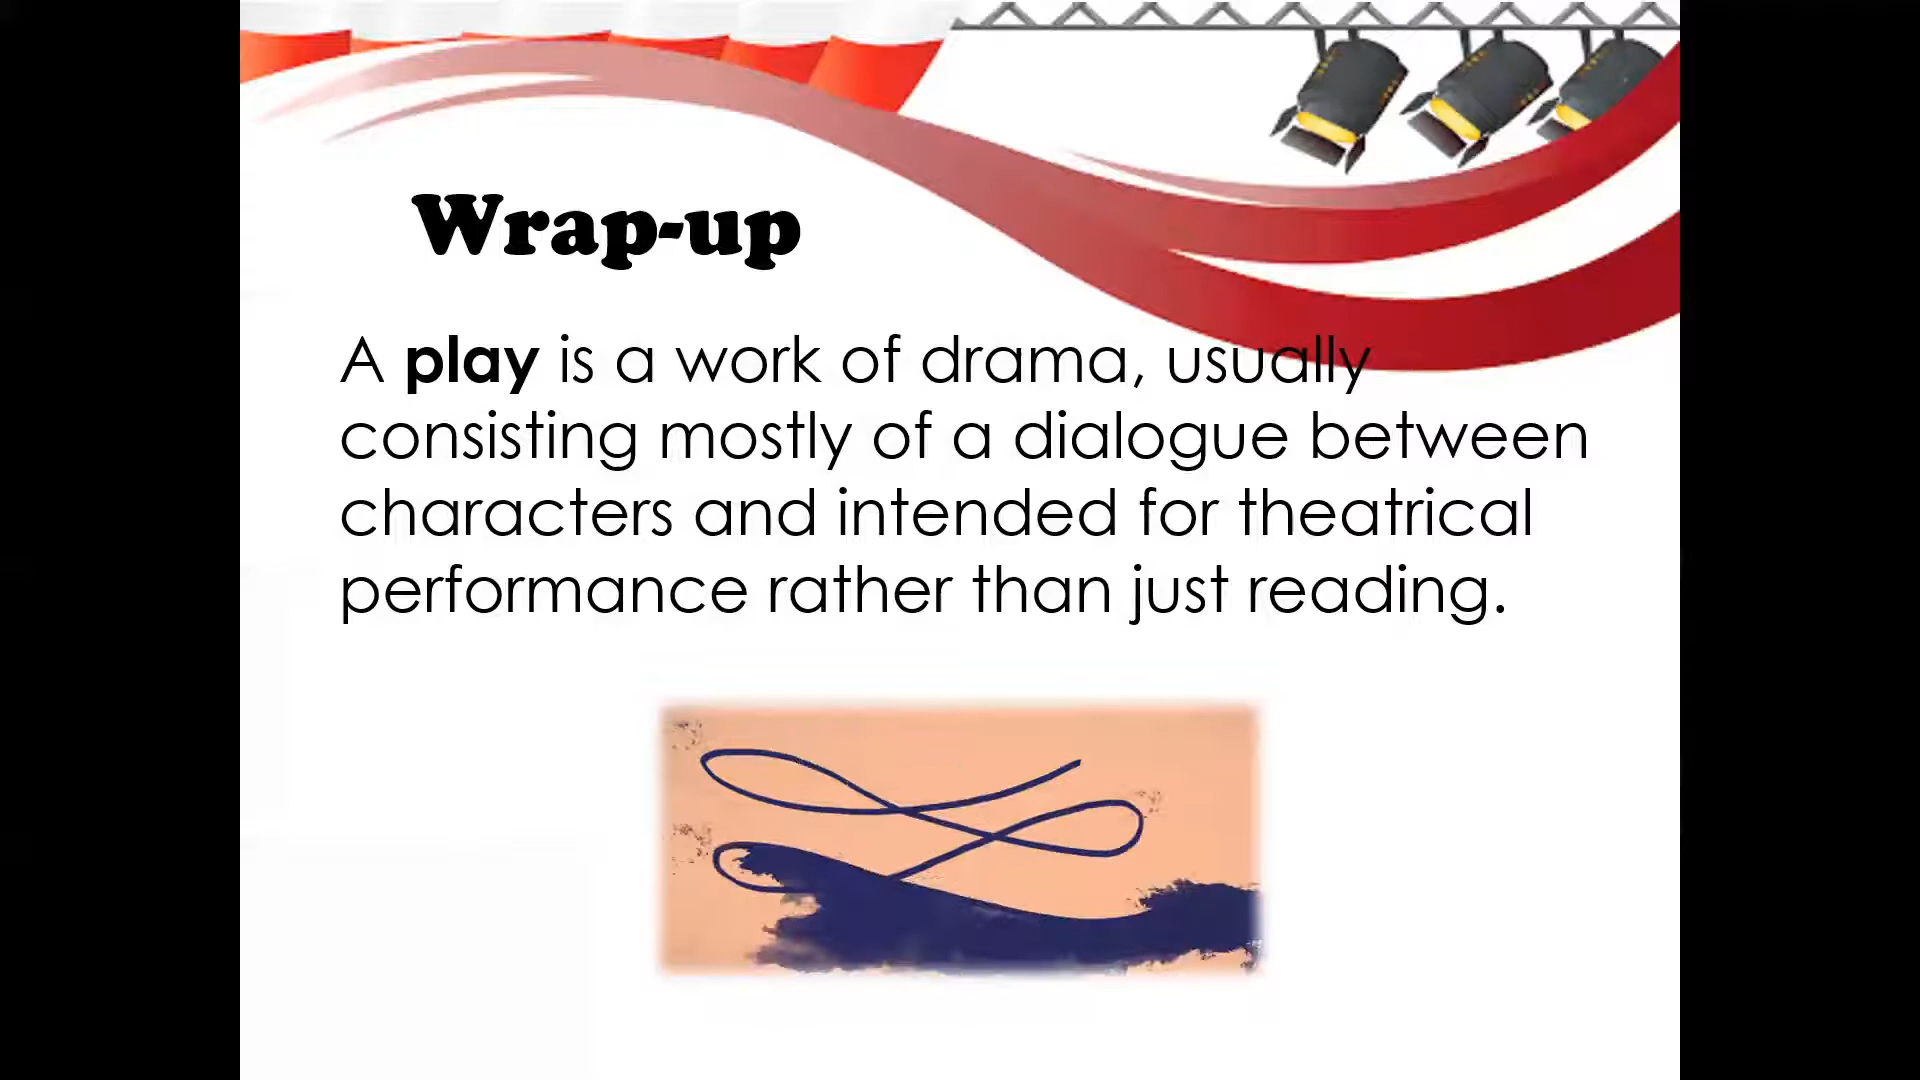 Wrap-up
A play is a work of drama, usually
consisting mostly of a dialogue between
characters and intended for theatrical
performance rather than just reading.